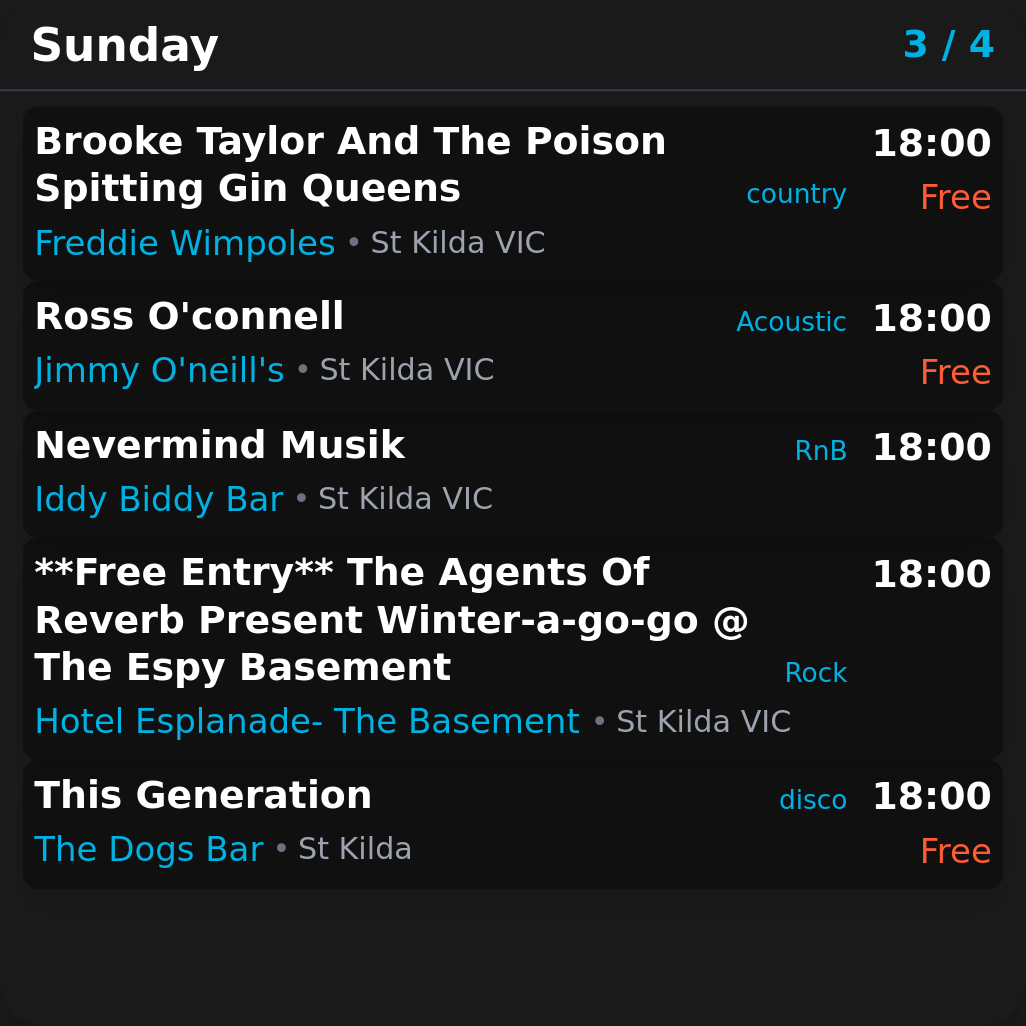 Sunday
3 / 4
Brooke Taylor And The Poison
Spitting Gin Queens
country
18:00
Free
Freddie Wimpoles • St Kilda VIC
Ross O'connell
Acoustic
18:00
Free
Jimmy O'neill's • St Kilda VIC
Nevermind Musik
RnB
18:00
Iddy Biddy Bar • St Kilda VIC
**Free Entry** The Agents Of
Reverb Present Winter-a-go-go @
The Espy Basement
Rock
18:00
Hotel Esplanade- The Basement • St Kilda VIC
This Generation
disco
18:00
Free
The Dogs Bar • St Kilda